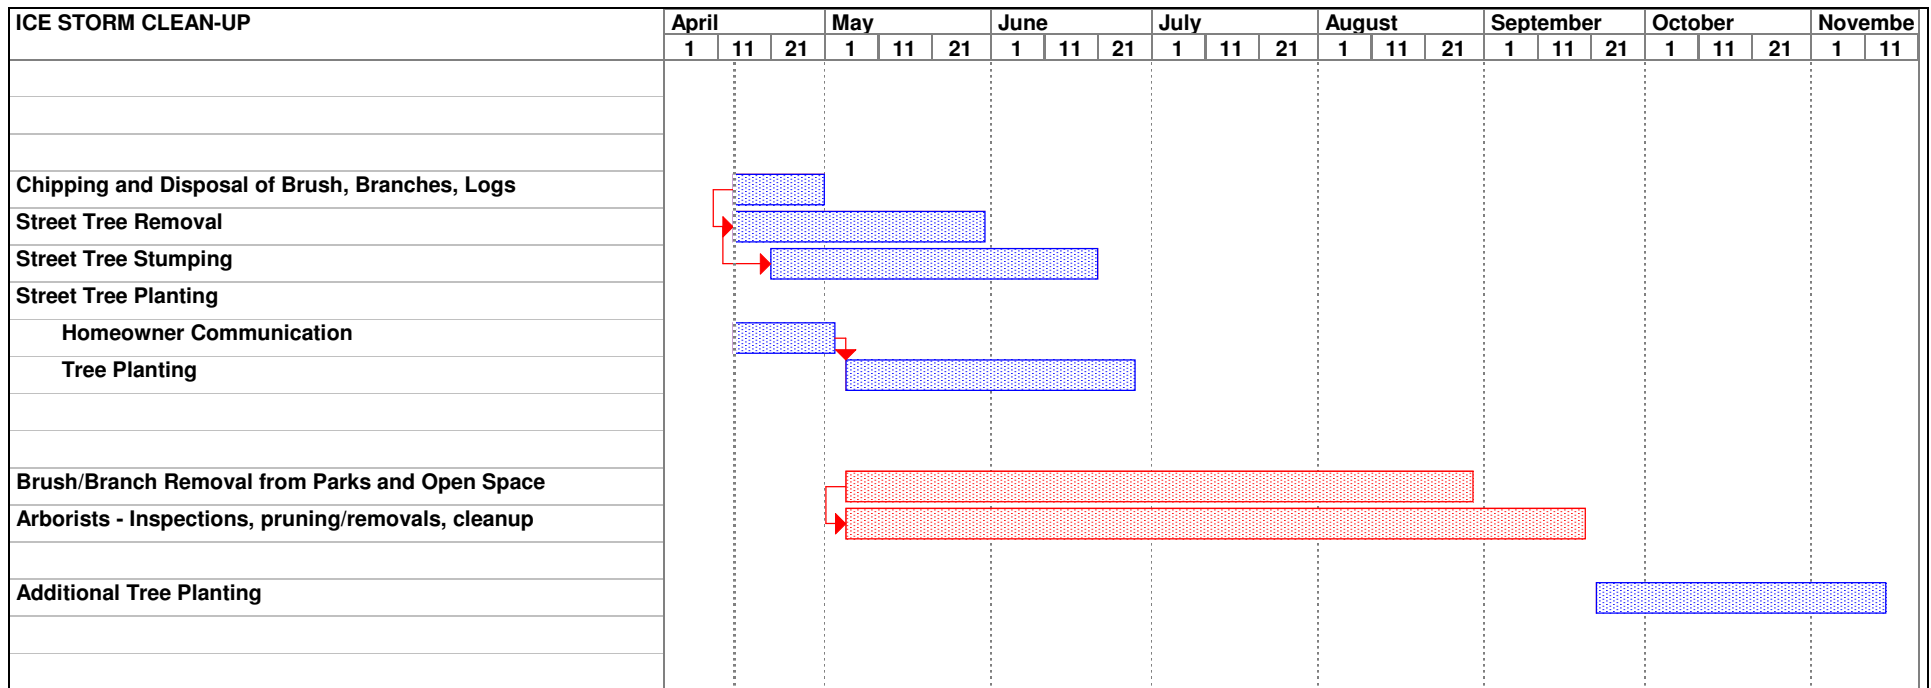 ICE STORM CLEAN-UP April May June July August September October Novembe
1 11 21 1 11 21 1 11 21 1 11 21 1 11 21 1 11 21 1 11 21 1 11
Chipping and Disposal of Brush, Branches, Logs
Street Tree Removal
Street Tree Stumping
Street Tree Planting
Homeowner Communication
Tree Planting
Brush/Branch Removal from Parks and Open Space
Arborists - Inspections, pruning/removals, cleanup
Additional Tree Planting